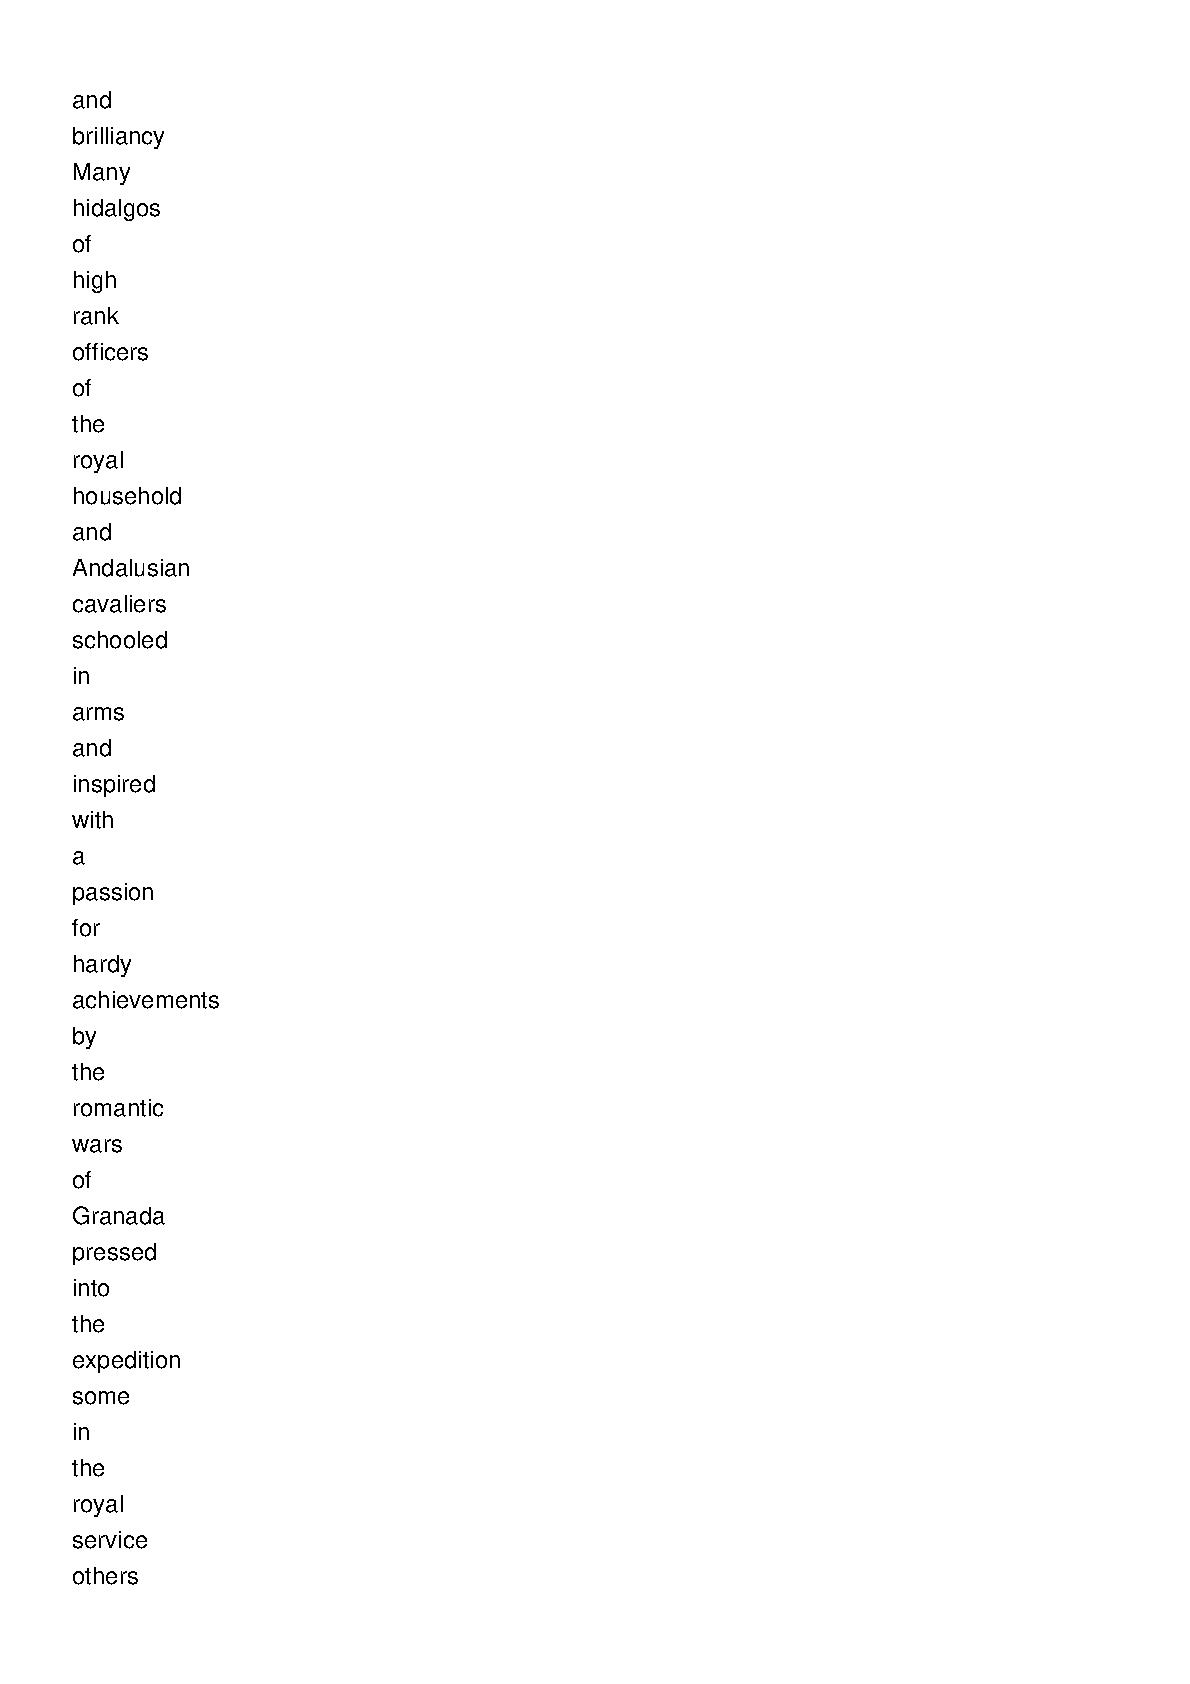 and
brilliancy
Many
hidalgos
of
high
rank
officers
of
the
royal
household
and
Andalusian
cavaliers
schooled
in
arms
and
inspired
with
a
passion
for
hardy
achievements
by
the
romantic
wars
of
Granada
pressed
into
the
expedition
some
in
the
royal
service
others